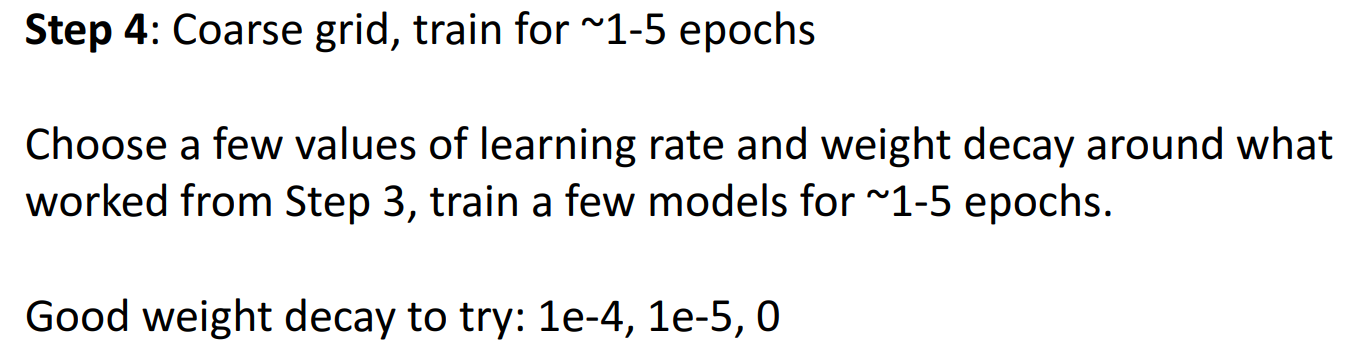 Step 4: Coarse grid, train for ~1-5 epochs
Choose a few values of learning rate and weight decay around what
worked from Step 3, train a few models for ~1-5 epochs.
Good weight decay to try: 1e-4, 1e-5, 0